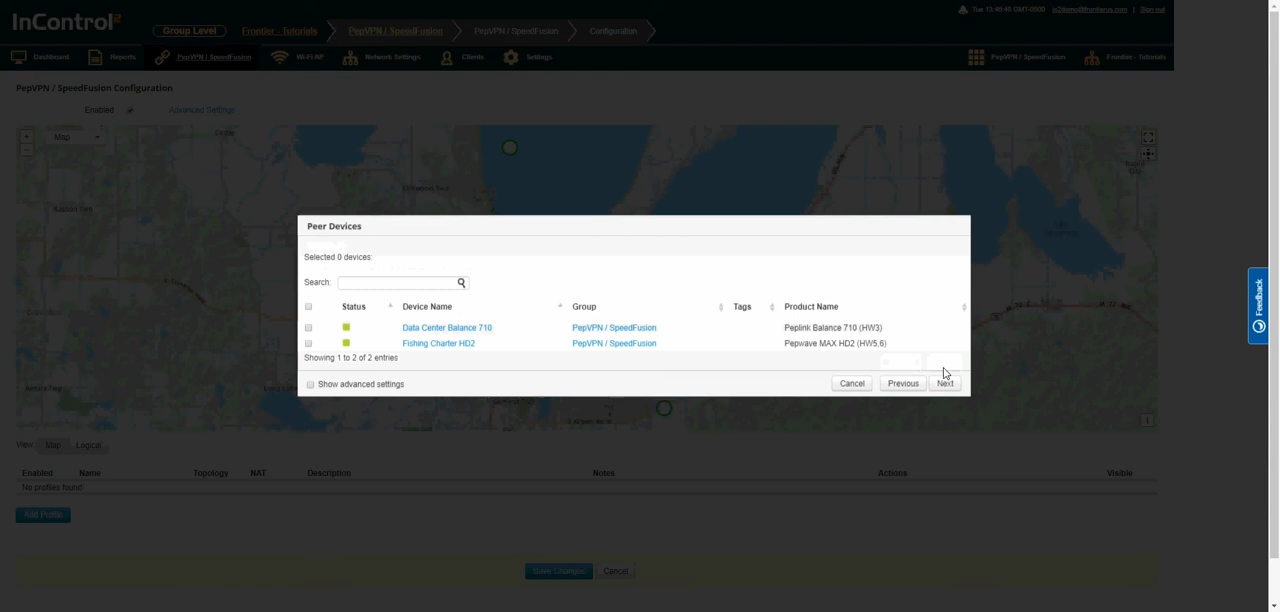 InControl2
Group Level
Frontier - Tutorials
PepVPN / SpeedFusion
PepVPN / SpeedFusion
Configuration
Sign out
Dashboard
Reports
PepVPN / SpeedFusion
Wi-Fi AP
Network Settings
Clients
Settings
PepVPN / SpeedFusion
Frontier - Tutorials
PepVPN / SpeedFusion Configuration
Enabled
Advanced Settings
+
Map
-
Peer Devices
Selected 0 devices:
Search:
Status
Device Name
Group
Tags
Product Name
Data Center Balance 710
PepVPN / SpeedFusion
Peplink Balance 710 (HW3)
Fishing Charter HD2
PepVPN / SpeedFusion
Pepwave MAX HD2 (HW5,6)
Showing 1 to 2 of 2 entries
Show advanced settings
Cancel
Previous
Next
Feedback
View:
Map
Logical
Enabled
Name
Topology
NAT
Description
Notes
Actions
Visible
No profiles found!
Add Profile
Save Changes
Cancel